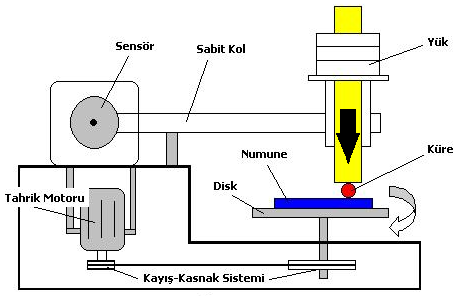 Sensör
Sabit Kol
Yük
Numune
Küre
Disk
Tahrik Motoru
Kayış-Kasnak Sistemi